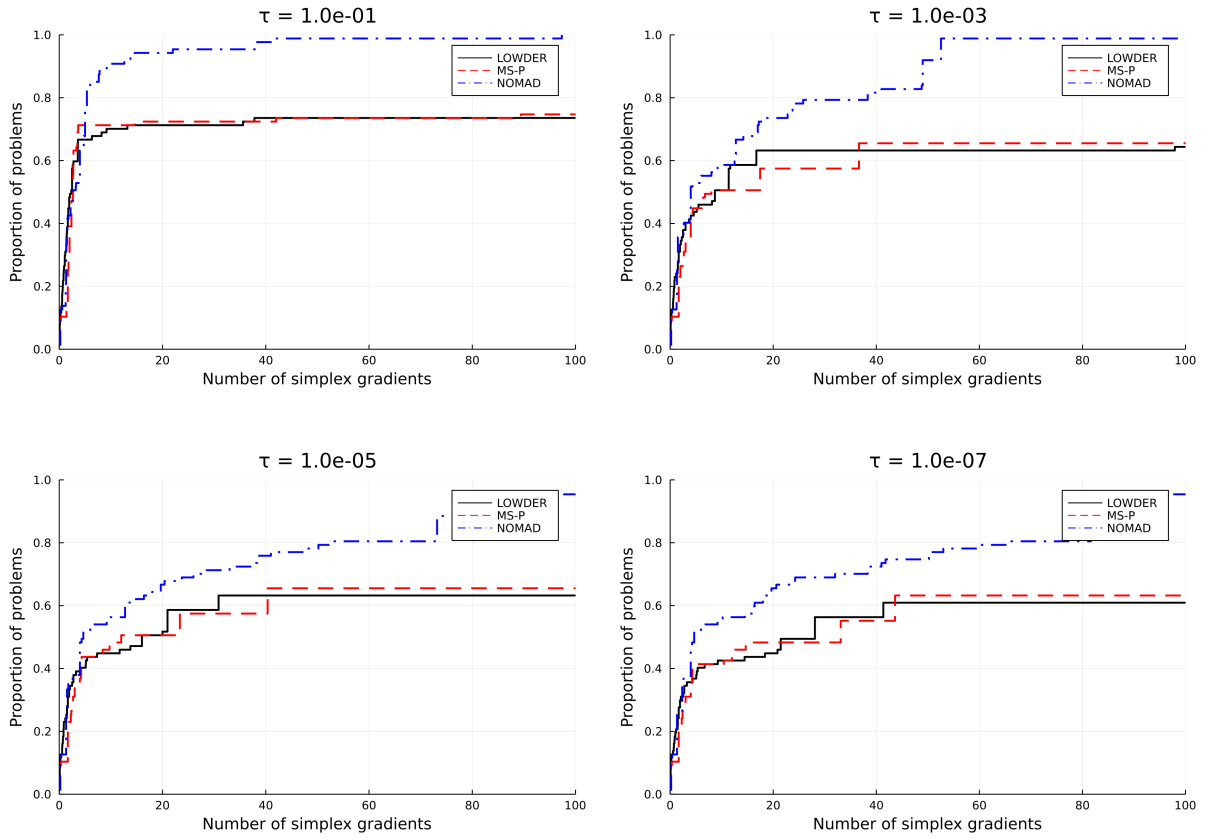 τ = 1.0e-01
1.0
0.8
0.6
0.4
0.2
0.0
Proportion of problems
LOWDER
MS-P
NOMAD
0 20 40 60 80 100
Number of simplex gradients
τ = 1.0e-03
1.0
0.8
0.6
0.4
0.2
0.0
Proportion of problems
LOWDER
MS-P
NOMAD
0 20 40 60 80 100
Number of simplex gradients
τ = 1.0e-05
1.0
0.8
0.6
0.4
0.2
0.0
Proportion of problems
LOWDER
MS-P
NOMAD
0 20 40 60 80 100
Number of simplex gradients
τ = 1.0e-07
1.0
0.8
0.6
0.4
0.2
0.0
Proportion of problems
LOWDER
MS-P
NOMAD
0 20 40 60 80 100
Number of simplex gradients